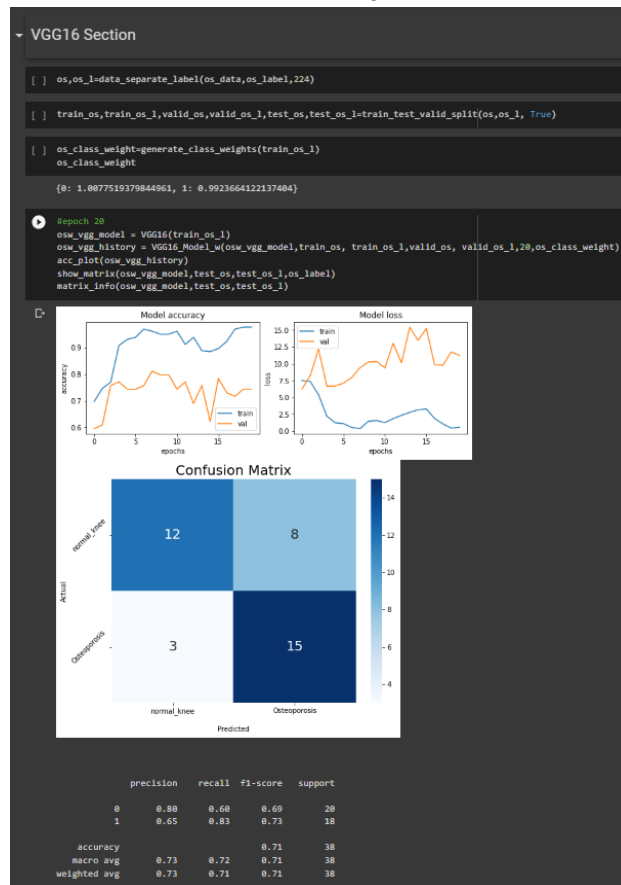 VGG16 Section
[ ] os,os_l=data_separate_label(os_data,os_label,224)
[ ] train_os,train_os_l,valid_os,valid_os_l,test_os,test_os_l=train_test_valid_split(os,os_l, True)
[ ] os_class_weight=generate_class_weights(train_os_l)
os_class_weight
{0: 1.0077519379844961, 1: 0.9923664122137404}
#epoch 20
osw_vgg_model = VGG16(train_os_l)
osw_vgg_history = VGG16_Model_w(osw_vgg_model,train_os, train_os_l,valid_os, valid_os_l,20,os_class_weight)
acc_plot(osw_vgg_history)
show_matrix(osw_vgg_model,test_os,test_os_l,os_label)
matrix_info(osw_vgg_model,test_os,test_os_l)
Model accuracy
accuracy
0.9
0.8
0.7
0.6
train
val
0 5 10 15
epochs
Model loss
loss
15.0
12.5
10.0
7.5
5.0
2.5
0.0
train
val
0 5 10 15
epochs
Confusion Matrix
Actual
normal_knee 12 8
Osteoporosis 3 15
normal_knee Osteoporosis
Predicted
14
12
10
8
6
4
precision recall f1-score support
0 0.80 0.60 0.69 20
1 0.65 0.83 0.73 18
accuracy 0.71 38
macro avg 0.73 0.72 0.71 38
weighted avg 0.73 0.71 0.71 38